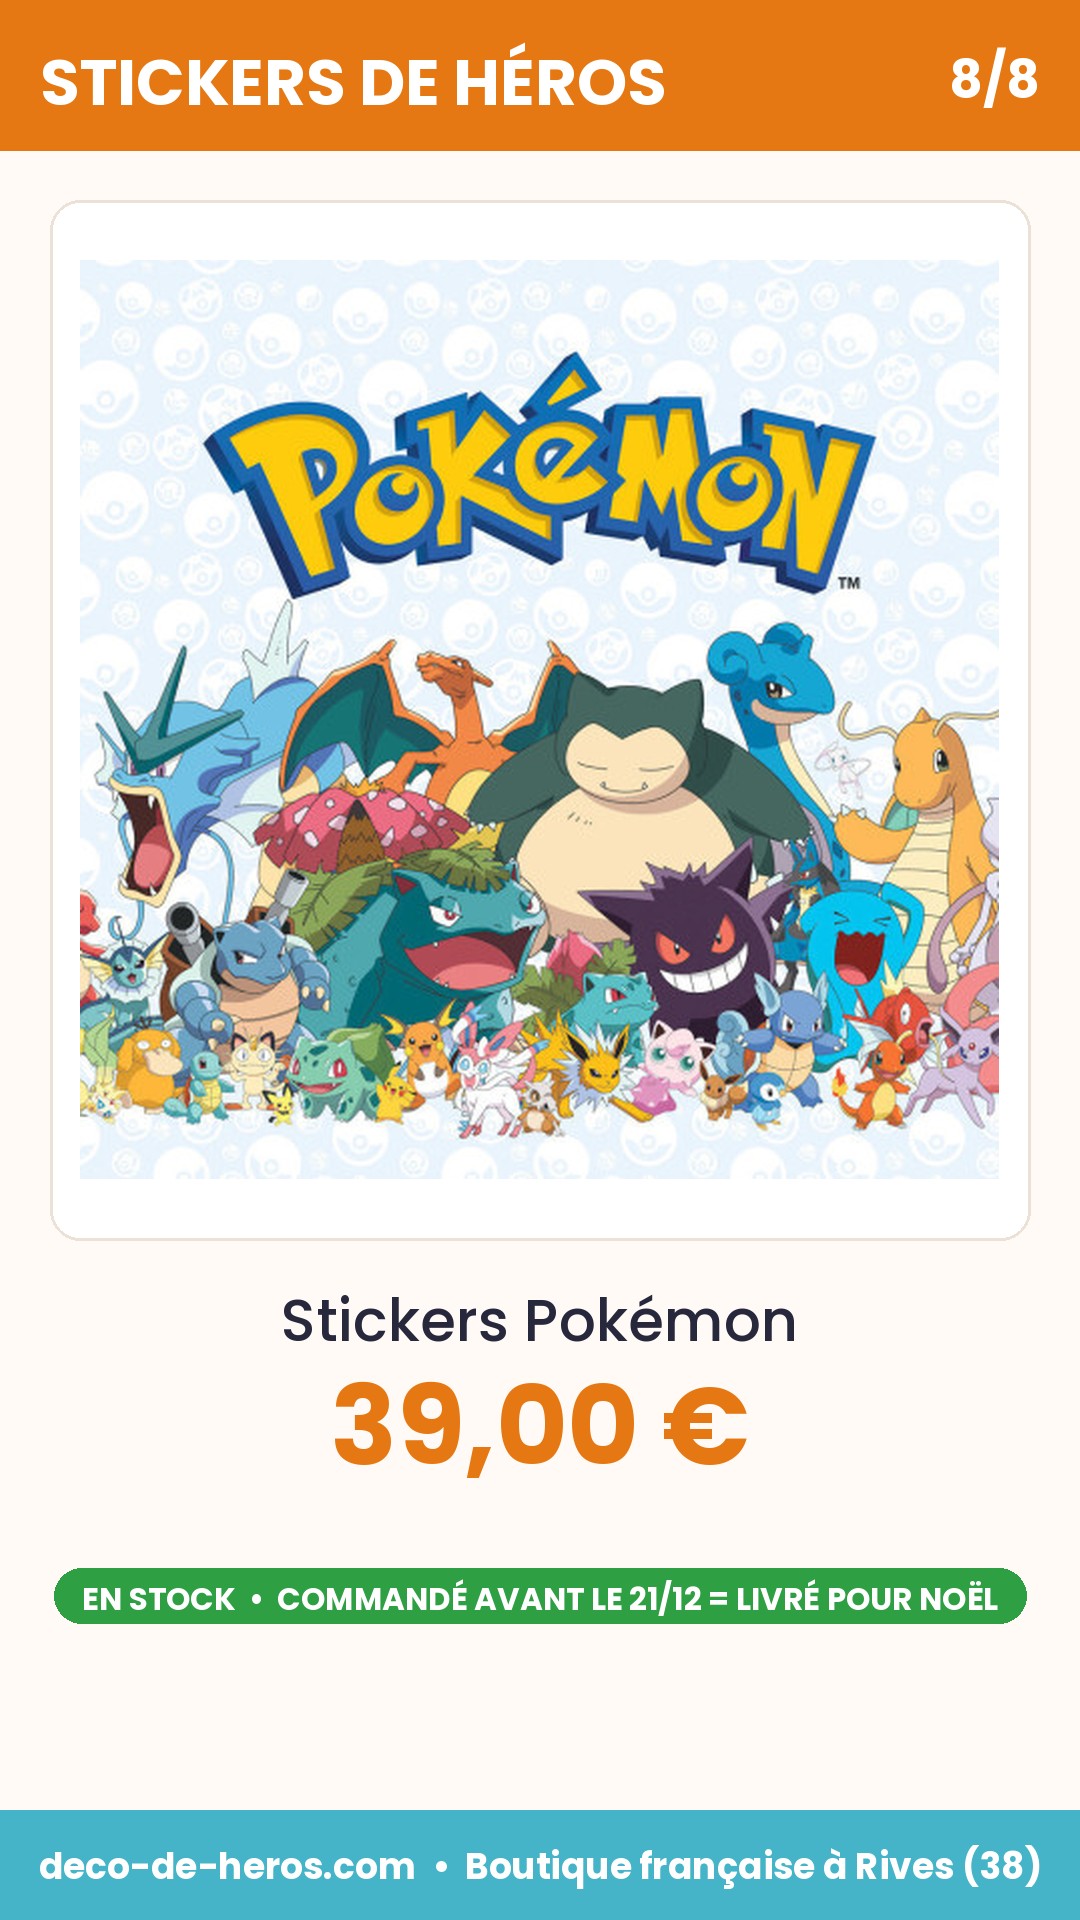 STICKERS DE HÉROS
8/8
POKéMON
TM
Stickers Pokémon
39,00 €
EN STOCK • COMMANDÉ AVANT LE 21/12 = LIVRÉ POUR NOËL
deco-de-heros.com • Boutique française à Rives (38)